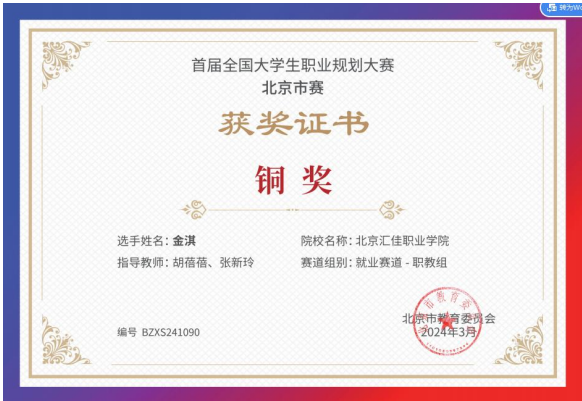 转为Wo
首届全国大学生职业规划大赛
北京市赛
获奖证书
铜奖
选手姓名：金淇
院校名称：北京汇佳职业学院
指导教师：胡蓓蓓、张新玲
赛道组别：就业赛道 - 职教组
北京市教育委员会
2024年3月
编号 BZXS241090